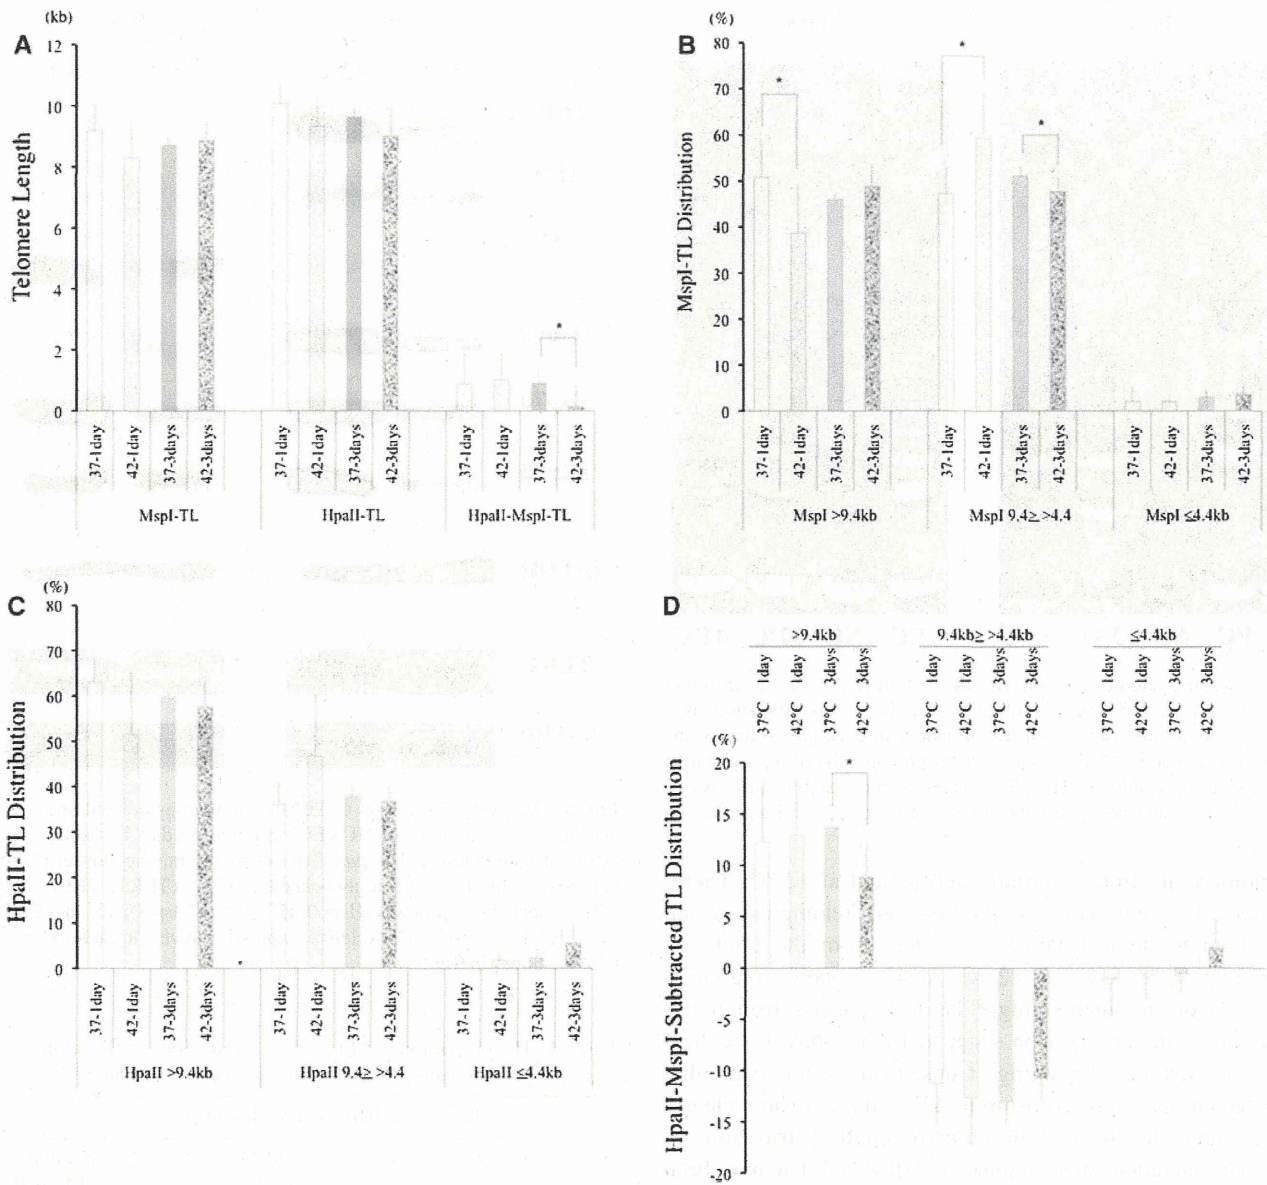 A
(kb)
Telomere Length
12
10
8
6
4
2
0
*
37-1day
42-1day
37-3days
42-3days
37-1day
42-1day
37-3days
42-3days
37-1day
42-1day
37-3days
42-3days
MspI-TL
HpaII-TL
HpaII-MspI-TL
B
(%)
MspI-TL Distribution
80
70
60
50
40
30
20
10
0
*
*
*
37-1day
42-1day
37-3days
42-3days
37-1day
42-1day
37-3days
42-3days
37-1day
42-1day
37-3days
42-3days
MspI >9.4kb
MspI 9.4≥ >4.4
MspI ≤4.4kb
C
(%)
HpaII-TL Distribution
80
70
60
50
40
30
20
10
0
37-1day
42-1day
37-3days
42-3days
37-1day
42-1day
37-3days
42-3days
37-1day
42-1day
37-3days
42-3days
HpaII >9.4kb
HpaII 9.4≥ >4.4
HpaII ≤4.4kb
D
>9.4kb
9.4kb≥ >4.4kb
≤4.4kb
37°C 1day
42°C 1day
37°C 3days
42°C 3days
37°C 1day
42°C 1day
37°C 3days
42°C 3days
37°C 1day
42°C 1day
37°C 3days
42°C 3days
(%)
HpaII-MspI-Subtracted TL Distribution
20
15
10
5
0
-5
-10
-15
-20
*